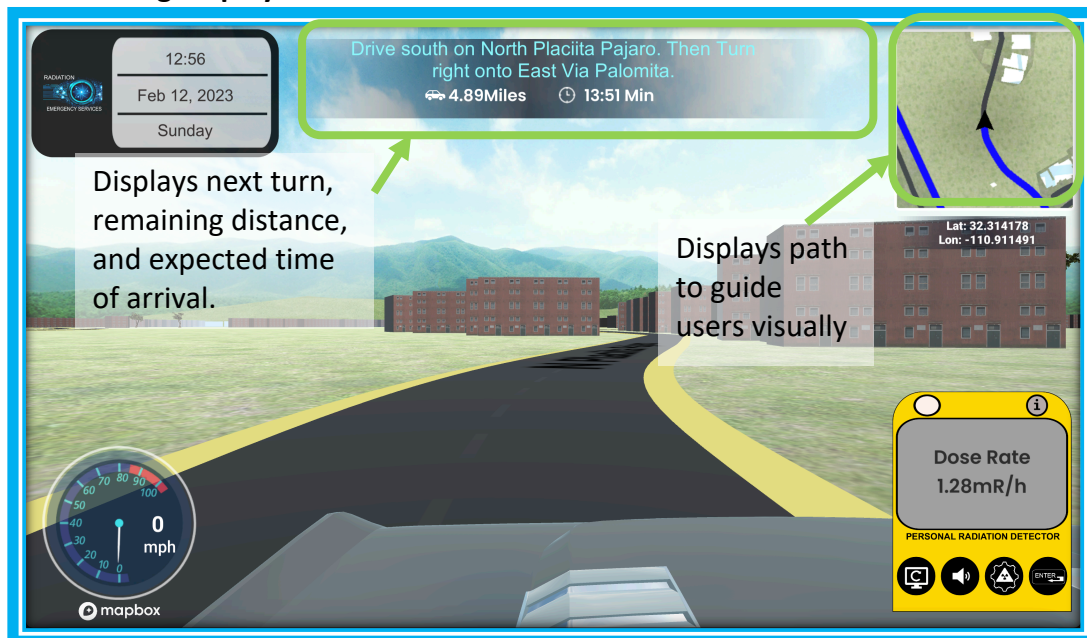 RADIATION
EMERGENCY SERVICES
12:56
Feb 12, 2023
Sunday
Drive south on North Placiita Pajaro. Then Turn
right onto East Via Palomita.
4.89Miles 13:51 Min
Displays next turn,
remaining distance,
and expected time
of arrival.
Lat: 32.314178
Lon: -110.911491
Displays path
to guide
users visually
0
10
20
30
40
50
60
70
80
90
100
0
mph
mapbox
i
Dose Rate
1.28mR/h
PERSONAL RADIATION DETECTOR
C
ENTER